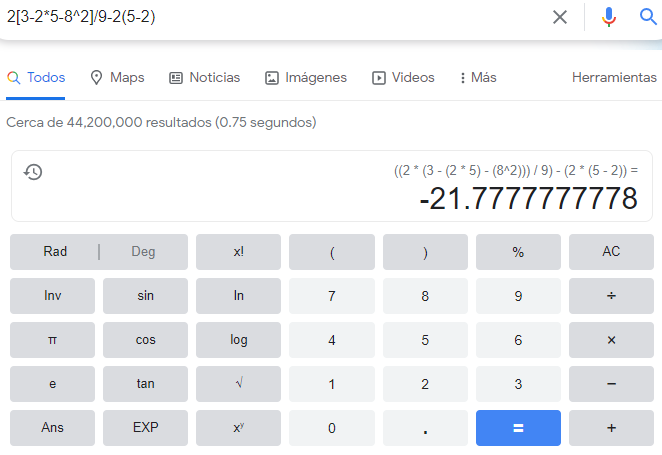 2[3-2*5-8^2]/9-2(5-2)
Todos Maps Noticias Imágenes Videos Más Herramientas
Cerca de 44,200,000 resultados (0.75 segundos)
((2 * (3 - (2 * 5) - (8^2))) / 9) - (2 * (5 - 2)) =
-21.7777777778
Rad | Deg x! ( ) % AC
Inv sin ln 7 8 9 ÷
π cos log 4 5 6 ×
e tan √ 1 2 3 −
Ans EXP xʸ 0 . = +